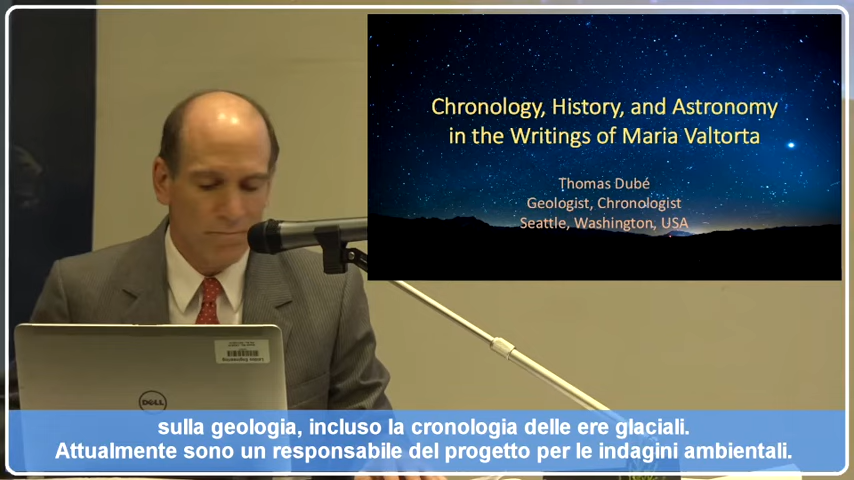 Chronology, History, and Astronomy
in the Writings of Maria Valtorta
Thomas Dubé
Geologist, Chronologist
Seattle, Washington, USA
DELL
sulla geologia, incluso la cronologia delle ere glaciali.
Attualmente sono un responsabile del progetto per le indagini ambientali.